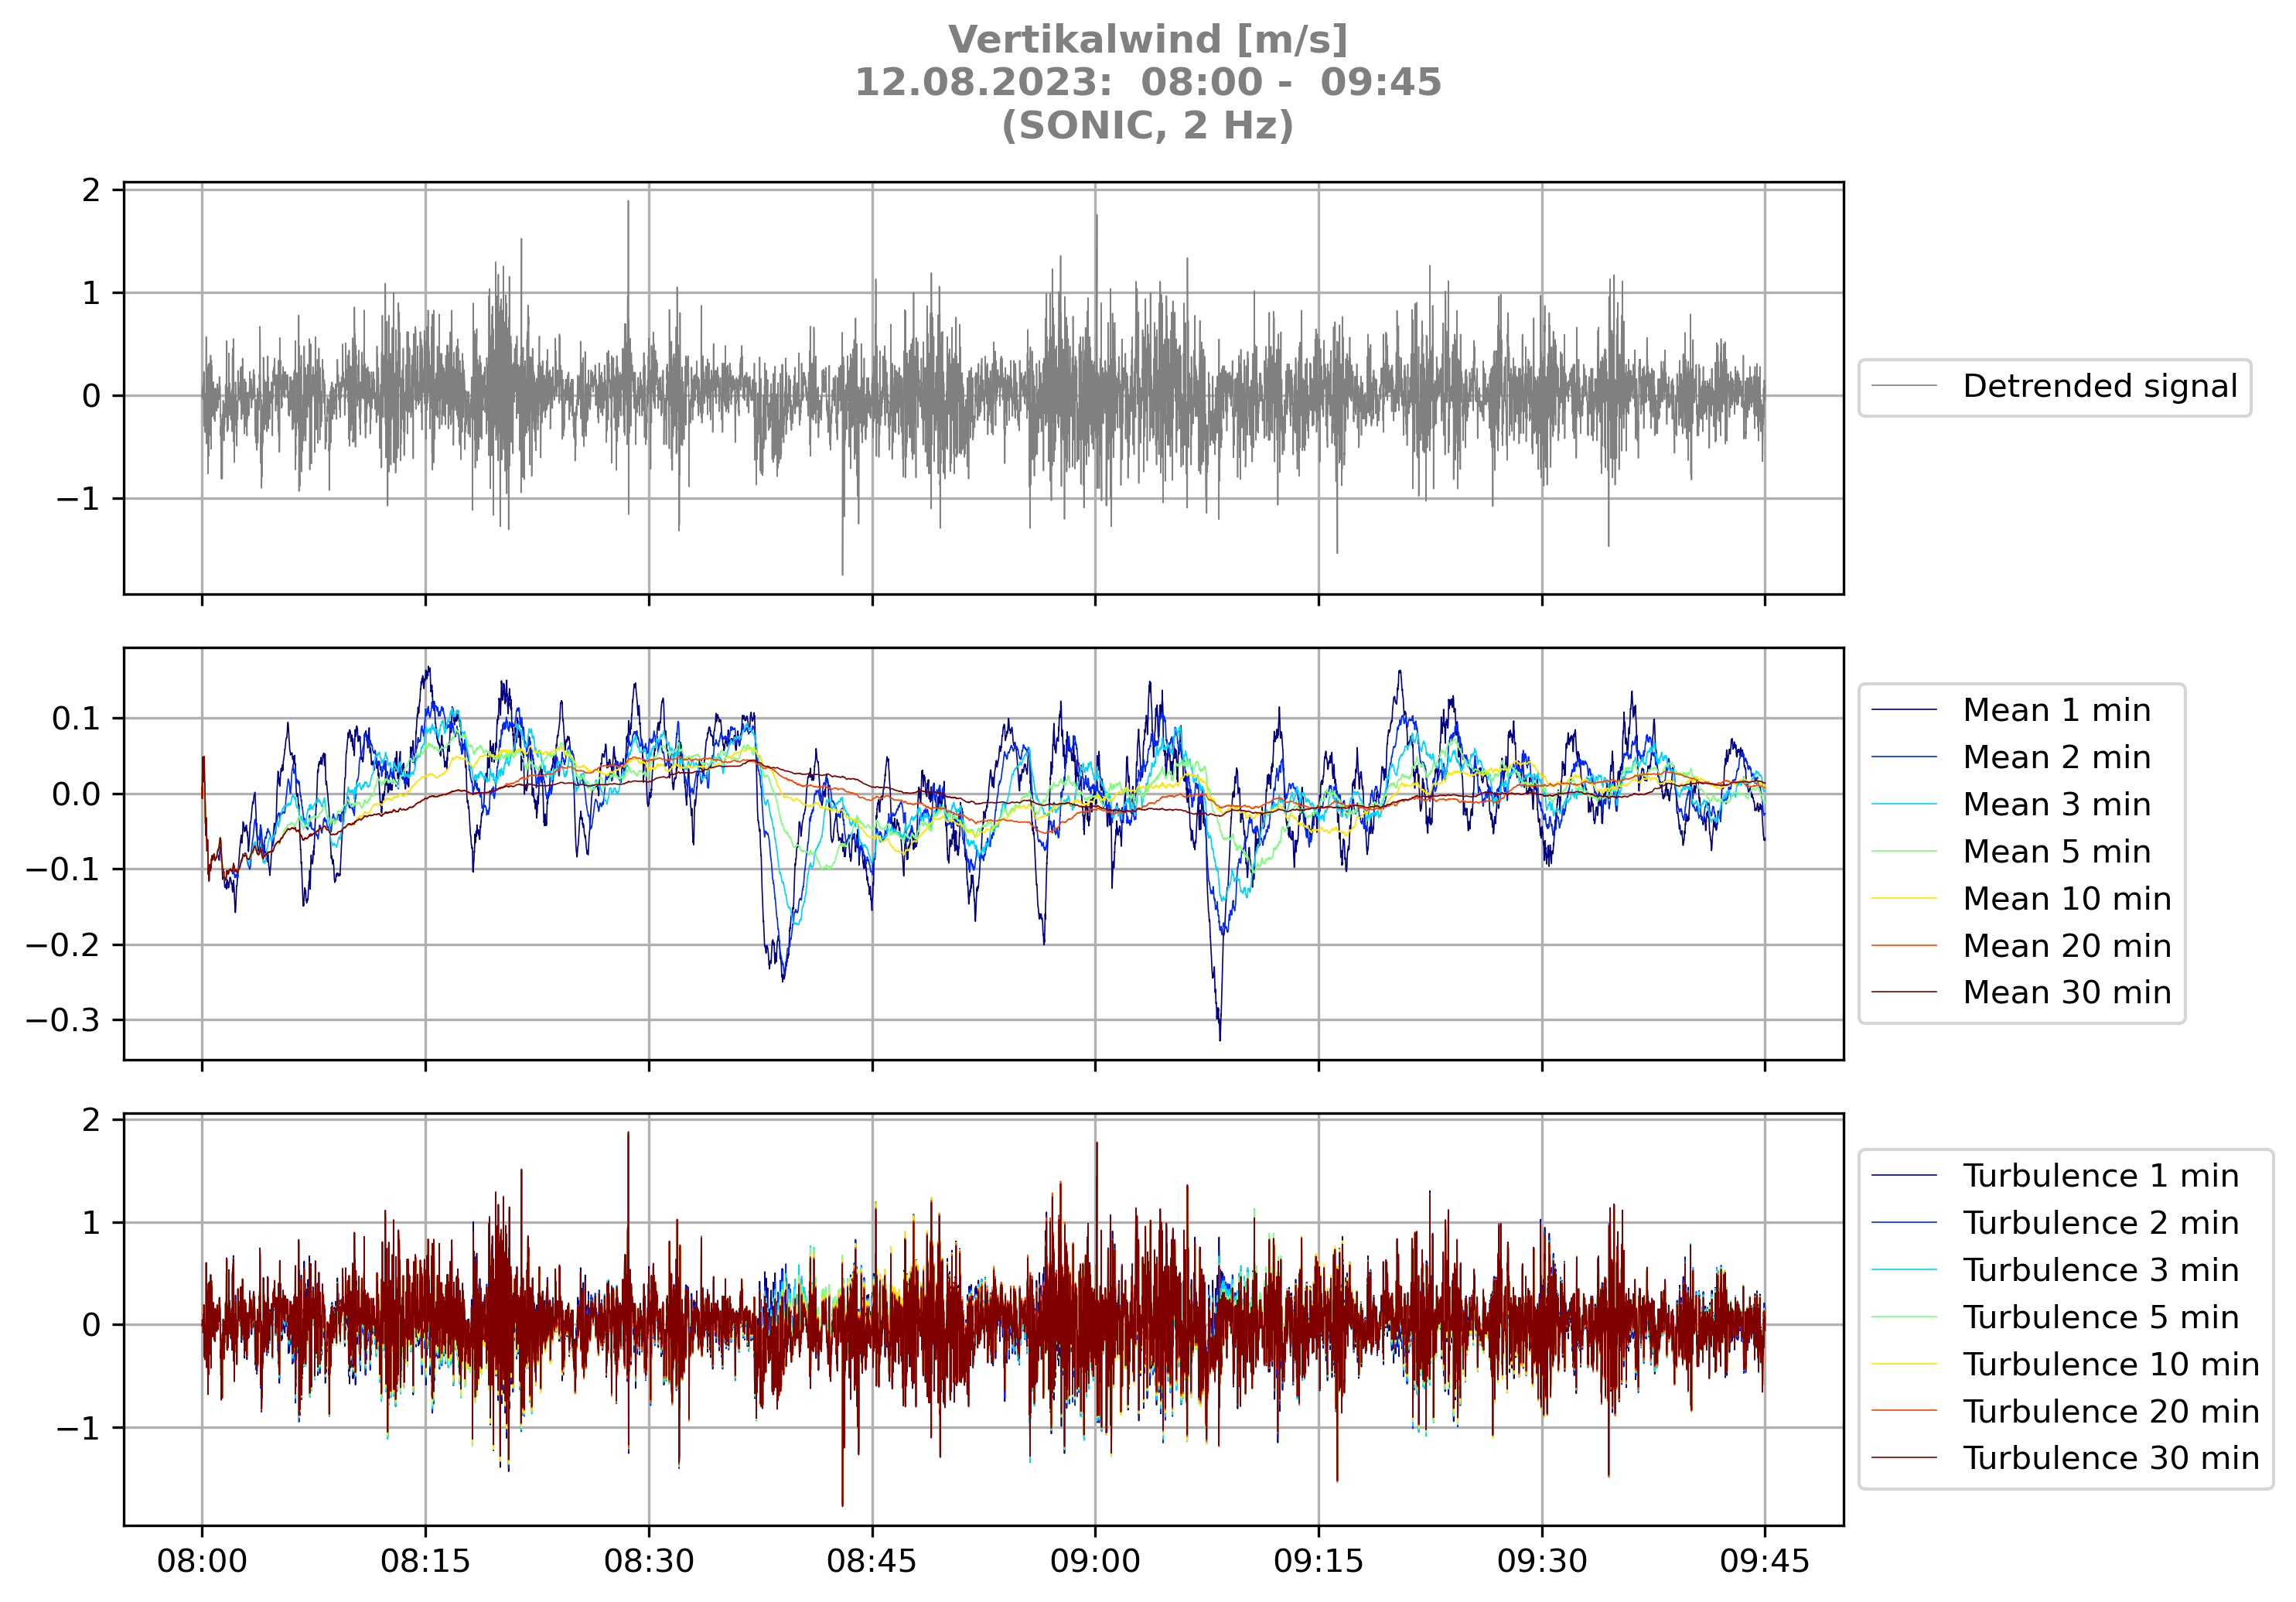 Vertikalwind [m/s]
12.08.2023:  08:00 -  09:45
(SONIC, 2 Hz)
2
1
0
−1
Detrended signal
0.1
0.0
−0.1
−0.2
−0.3
Mean 1 min
Mean 2 min
Mean 3 min
Mean 5 min
Mean 10 min
Mean 20 min
Mean 30 min
2
1
0
−1
Turbulence 1 min
Turbulence 2 min
Turbulence 3 min
Turbulence 5 min
Turbulence 10 min
Turbulence 20 min
Turbulence 30 min
08:00 08:15 08:30 08:45 09:00 09:15 09:30 09:45